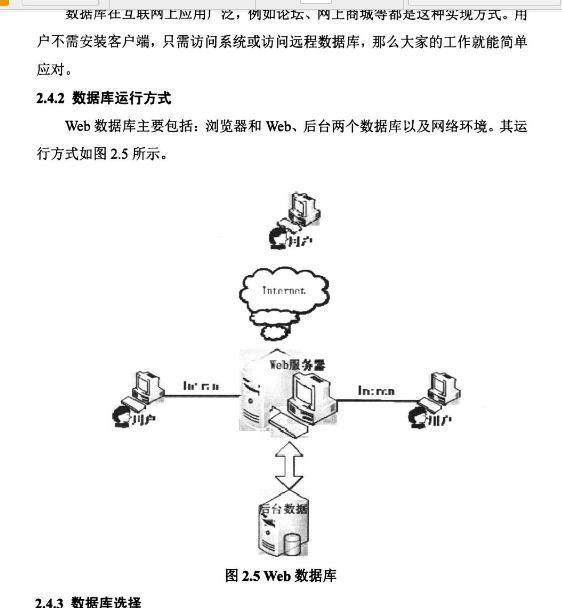 数据库在互联网上应用广泛，例如论坛、网上商城等都是这种实现方式。用
户不需安装客户端，只需访问系统或访问远程数据库，那么大家的工作就能简单
应对。
2.4.2 数据库运行方式
Web 数据库主要包括：浏览器和 Web、后台两个数据库以及网络环境。其运
行方式如图 2.5 所示。
用户
Internet
Web服务器
用户
用户
后台数据
图 2.5 Web 数据库
2.4.3 数据库选择